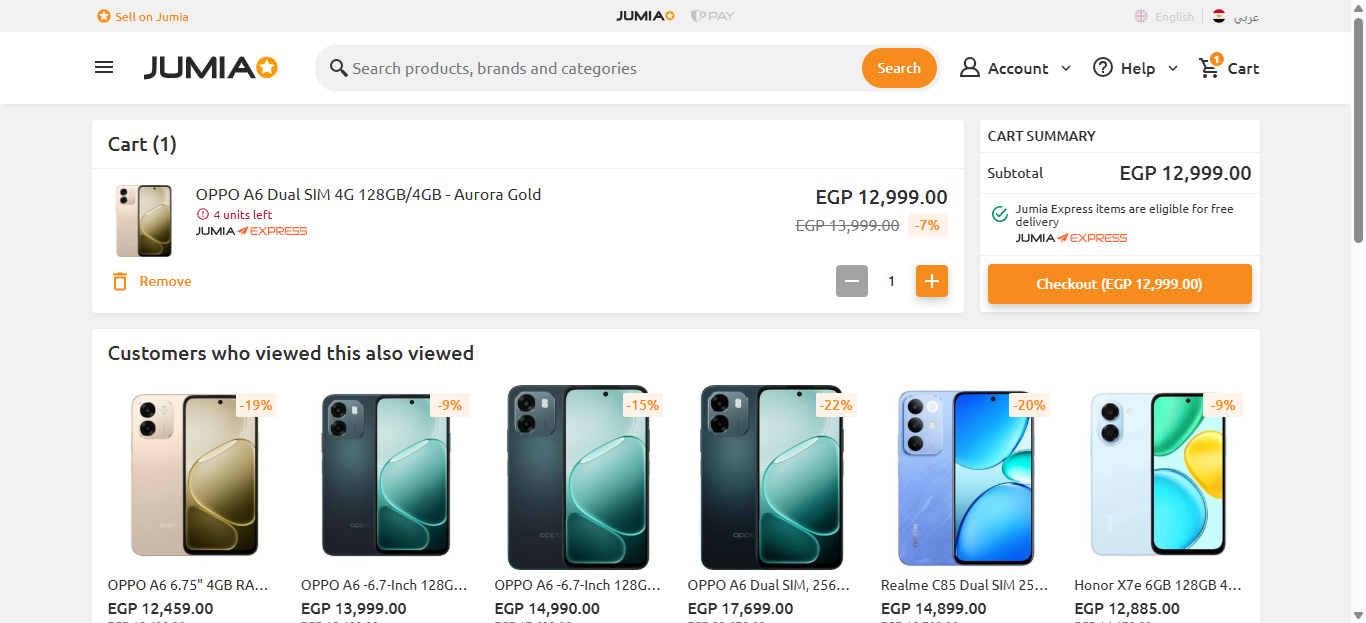 Sell on Jumia
JUMIA PAY
English
عربي
JUMIA
Search products, brands and categories
Search
Account
Help
1
Cart
Cart (1)
OPPO A6 Dual SIM 4G 128GB/4GB - Aurora Gold
4 units left
JUMIA EXPRESS
EGP 12,999.00
EGP 13,999.00
-7%
Remove
1
CART SUMMARY
Subtotal
EGP 12,999.00
Jumia Express items are eligible for free
delivery
JUMIA EXPRESS
Checkout (EGP 12,999.00)
Customers who viewed this also viewed
-19%
-9%
-15%
-22%
-20%
-9%
OPPO A6 6.75" 4GB RA...
OPPO A6 -6.7-Inch 128G...
OPPO A6 -6.7-Inch 128G...
OPPO A6 Dual SIM, 256...
Realme C85 Dual SIM 25...
Honor X7e 6GB 128GB 4...
EGP 12,459.00
EGP 13,999.00
EGP 14,990.00
EGP 17,699.00
EGP 14,899.00
EGP 12,885.00